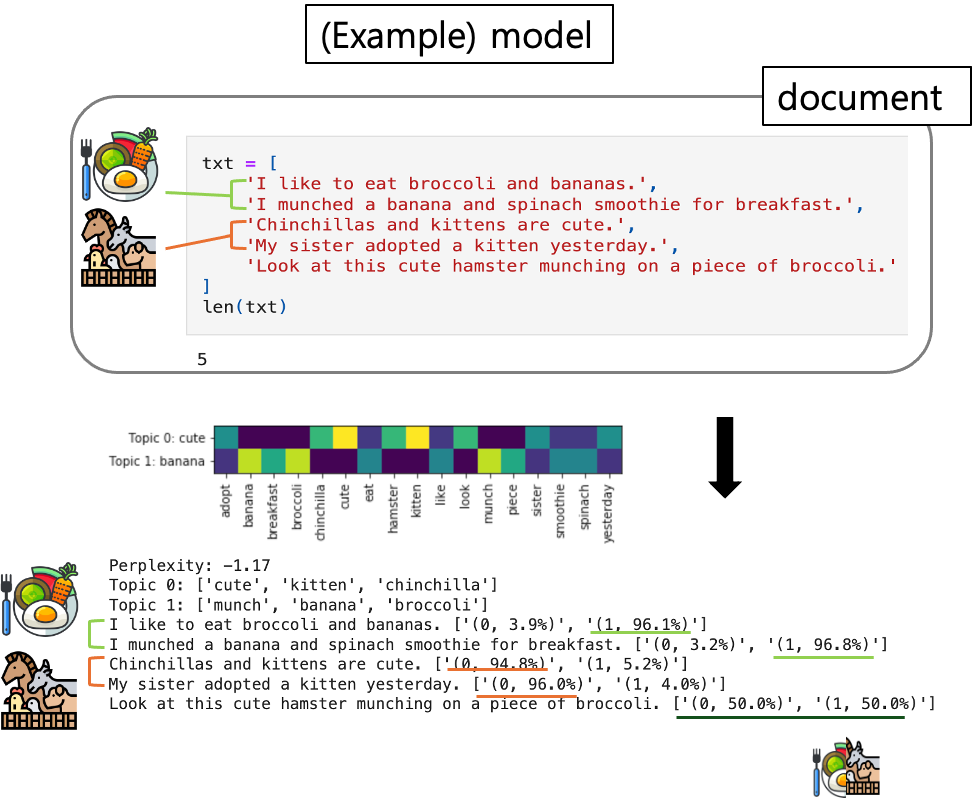 (Example) model
document
txt = [
'I like to eat broccoli and bananas.',
'I munched a banana and spinach smoothie for breakfast.',
'Chinchillas and kittens are cute.',
'My sister adopted a kitten yesterday.',
'Look at this cute hamster munching on a piece of broccoli.'
]
len(txt)
5
Topic 0: cute
Topic 1: banana
adopt
banana
breakfast
broccoli
chinchilla
cute
eat
hamster
kitten
like
look
munch
piece
sister
smoothie
spinach
yesterday
Perplexity: -1.17
Topic 0: ['cute', 'kitten', 'chinchilla']
Topic 1: ['munch', 'banana', 'broccoli']
I like to eat broccoli and bananas. ['(0, 3.9%)', '(1, 96.1%)']
I munched a banana and spinach smoothie for breakfast. ['(0, 3.2%)', '(1, 96.8%)']
Chinchillas and kittens are cute. ['(0, 94.8%)', '(1, 5.2%)']
My sister adopted a kitten yesterday. ['(0, 96.0%)', '(1, 4.0%)']
Look at this cute hamster munching on a piece of broccoli. ['(0, 50.0%)', '(1, 50.0%)']